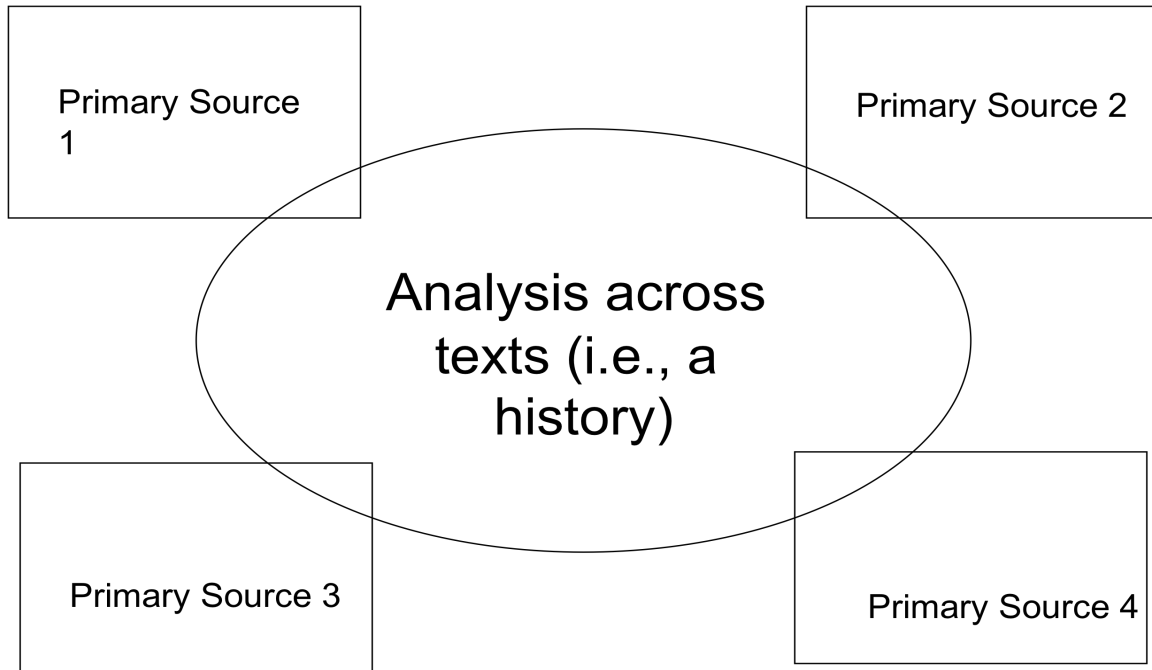 Primary Source
1
Primary Source 2
Analysis across
texts (i.e., a
history)
Primary Source 3
Primary Source 4